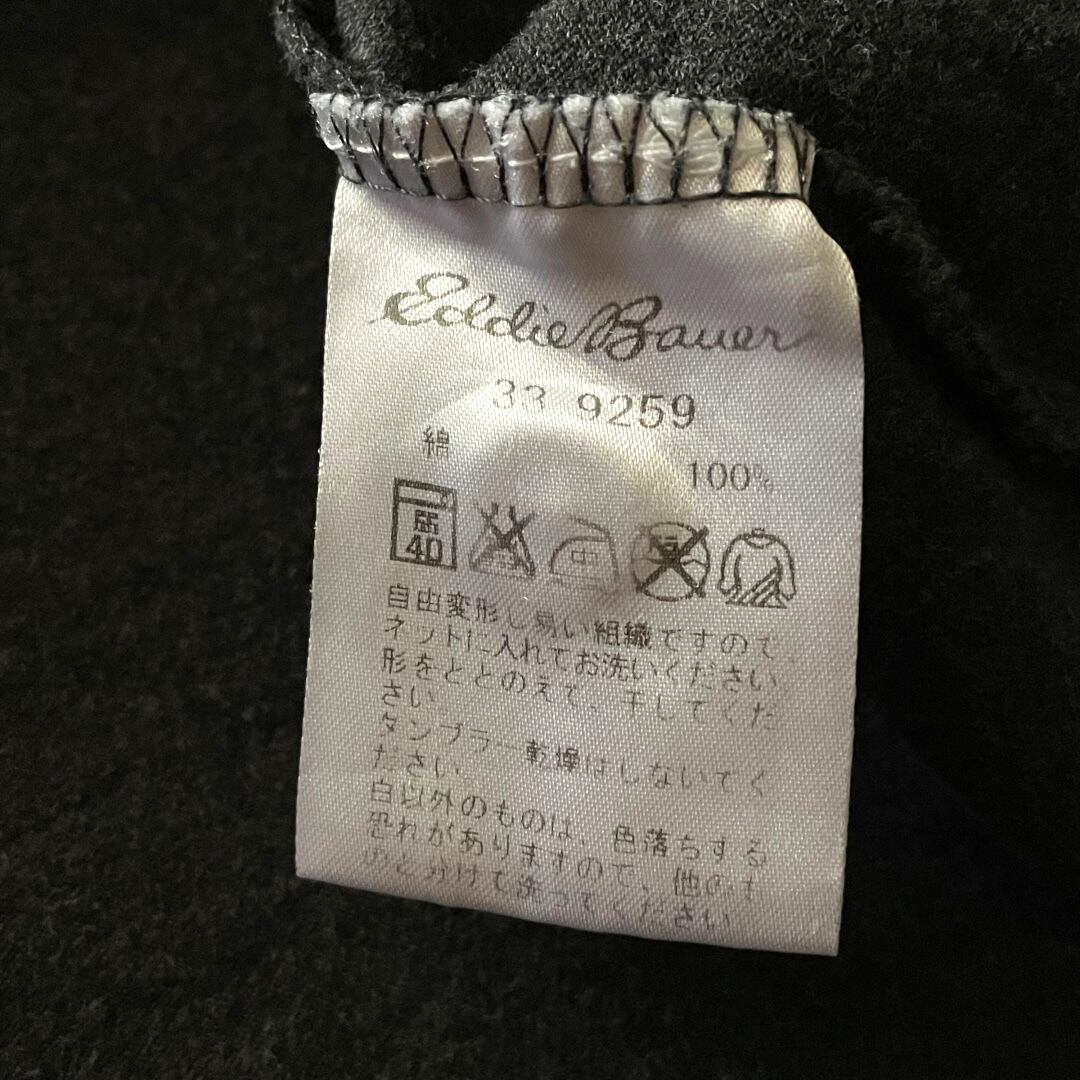 Eddie Bauer
33 9259
綿 100%
弱 40 中
自由変形し易い組織ですので
ネットに入れてお洗いください
形をととのえて、干してくだ
さい。
タンブラー乾燥はしないでく
ださい。
白以外のものは、色落ちする
恐れがありますので、他のも
のと分けて洗ってください